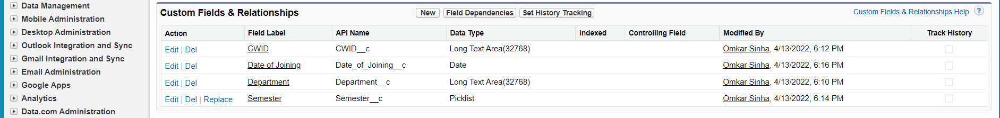 Data Management
Mobile Administration
Desktop Administration
Outlook Integration and Sync
Gmail Integration and Sync
Email Administration
Google Apps
Analytics
Data.com Administration
Custom Fields & Relationships New Field Dependencies Set History Tracking Custom Fields & Relationships Help ?
Action Field Label API Name Data Type Indexed Controlling Field Modified By Track History
Edit | Del CWID CWID__c Long Text Area(32768) Omkar Sinha, 4/13/2022, 6:12 PM
Edit | Del Date of Joining Date_of_Joining__c Date Omkar Sinha, 4/13/2022, 6:16 PM
Edit | Del Department Department__c Long Text Area(32768) Omkar Sinha, 4/13/2022, 6:10 PM
Edit | Del | Replace Semester Semester__c Picklist Omkar Sinha, 4/13/2022, 6:14 PM